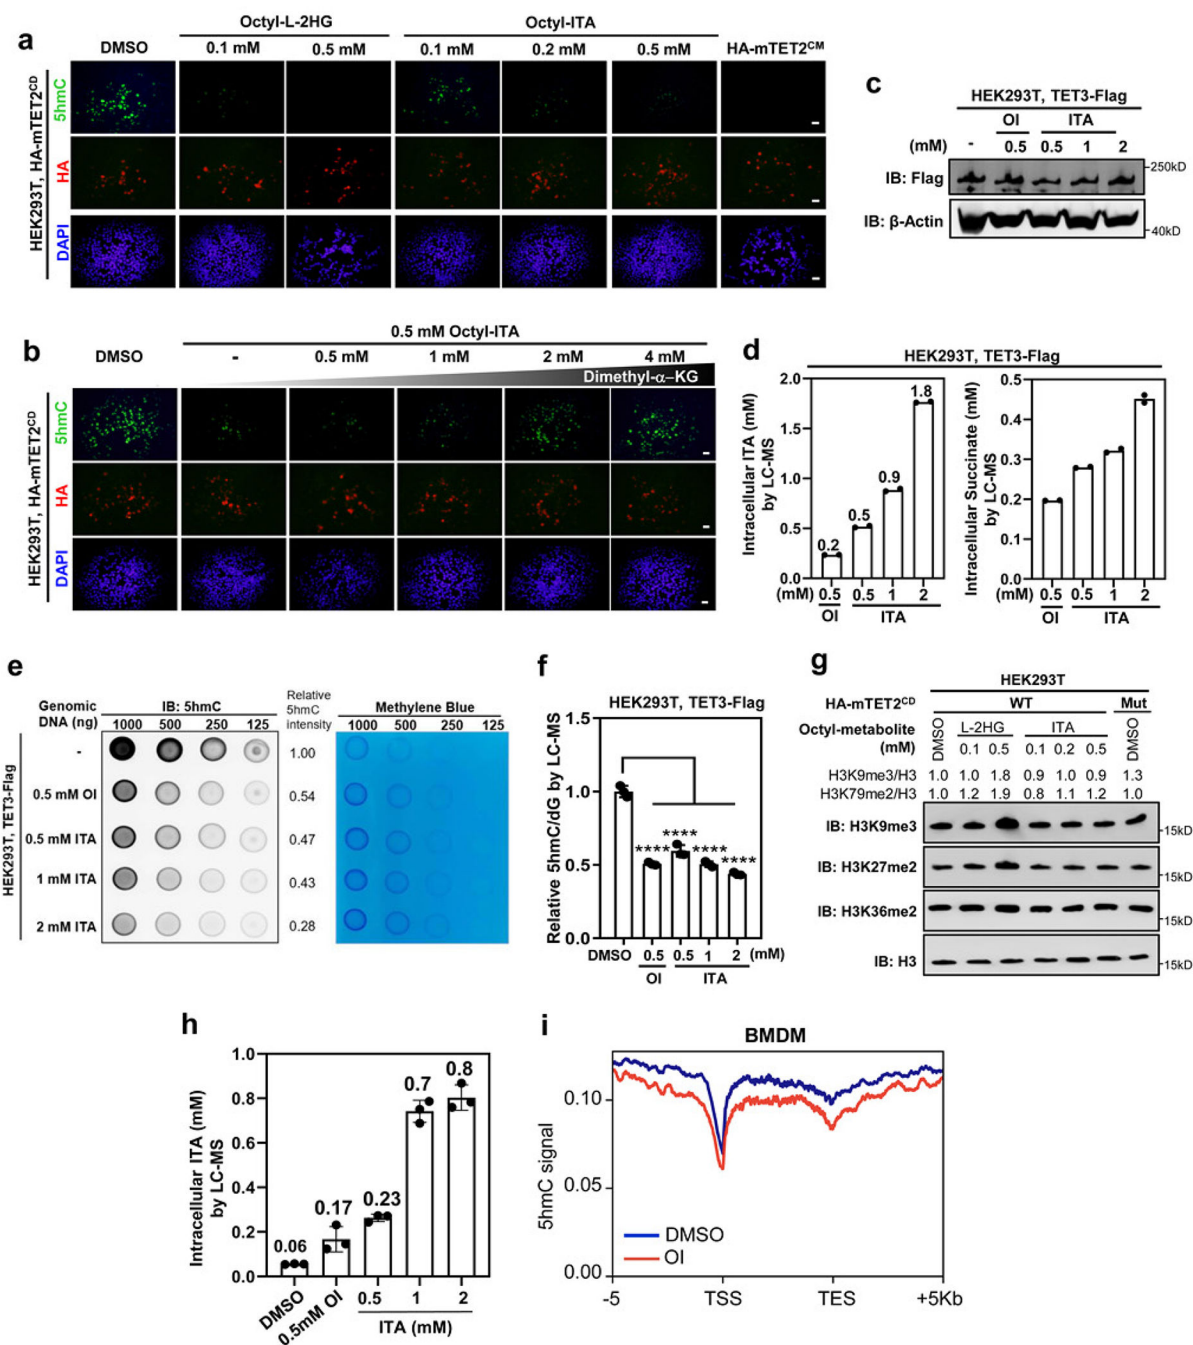 a
Octyl-L-2HG
Octyl-ITA
DMSO
0.1 mM
0.5 mM
0.1 mM
0.2 mM
0.5 mM
HA-mTET2CM
HEK293T, HA-mTET2CD
5hmC
HA
DAPI
b
0.5 mM Octyl-ITA
DMSO
-
0.5 mM
1 mM
2 mM
4 mM
Dimethyl-α–KG
HEK293T, HA-mTET2CD
5hmC
HA
DAPI
c
HEK293T, TET3-Flag
OI
ITA
(mM)
-
0.5
0.5
1
2
IB: Flag
250kD
IB: β-Actin
40kD
d
HEK293T, TET3-Flag
Intracellular ITA (mM)
by LC-MS
2.0
1.5
1.0
0.5
0.0
0.2
0.5
0.9
1.8
(mM)
0.5
0.5
1
2
OI
ITA
Intracellular Succinate (mM)
by LC-MS
0.5
0.4
0.3
0.2
0.1
0.0
(mM)
0.5
0.5
1
2
OI
ITA
e
Genomic
DNA (ng)
IB: 5hmC
1000
500
250
125
Relative
5hmC
intensity
Methylene Blue
1000
500
250
125
HEK293T, TET3-Flag
-
1.00
0.5 mM OI
0.54
0.5 mM ITA
0.47
1 mM ITA
0.43
2 mM ITA
0.28
f
HEK293T, TET3-Flag
Relative 5hmC/dG by LC-MS
1.5
1.0
0.5
0.0
****
****
****
****
DMSO
0.5
0.5
1
2
(mM)
OI
ITA
g
HEK293T
HA-mTET2CD
WT
Mut
Octyl-metabolite
(mM)
DMSO
L-2HG
ITA
DMSO
0.1
0.5
0.1
0.2
0.5
H3K9me3/H3
1.0
1.0
1.8
0.9
1.0
0.9
1.3
H3K79me2/H3
1.0
1.2
1.9
0.8
1.1
1.2
1.0
IB: H3K9me3
15kD
IB: H3K27me2
15kD
IB: H3K36me2
15kD
IB: H3
15kD
h
Intracellular ITA (mM)
by LC-MS
1.0
0.8
0.6
0.4
0.2
0.0
0.06
0.17
0.23
0.7
0.8
DMSO
0.5mM OI
0.5
1
2
ITA (mM)
i
BMDM
5hmC signal
0.10
0.05
0.00
DMSO
OI
-5
TSS
TES
+5Kb